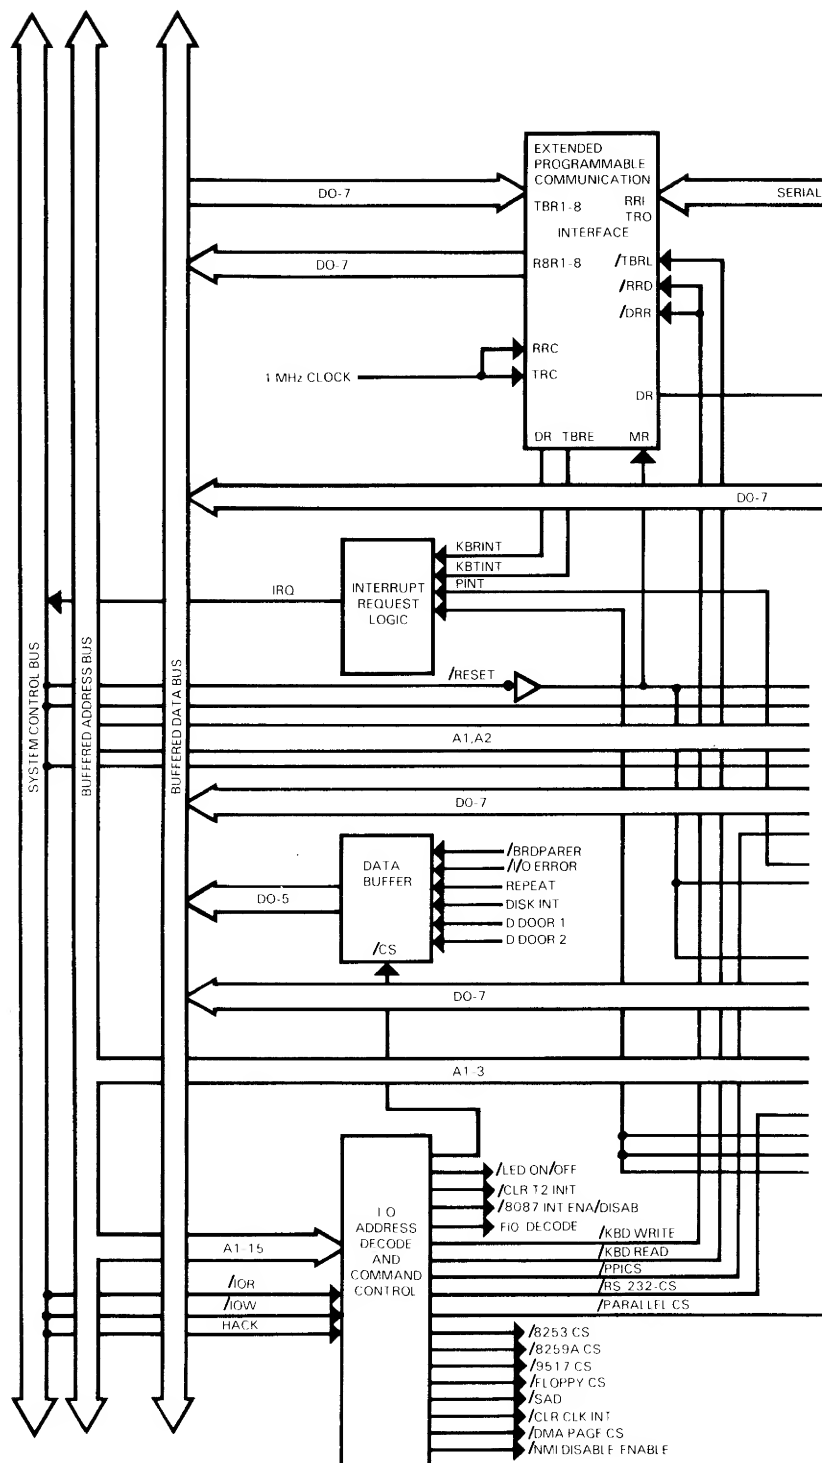 EXTENDED
PROGRAMMABLE
COMMUNICATION
TBR1-8
RRI
TRO
INTERFACE
DO-7
SERIAL
R8R1-8
/TBRL
DO-7
/RRD
/DRR
RRC
1 MHz CLOCK
TRC
DR
DR TBRE MR
DO-7
KBRINT
KBTINT
PINT
INTERRUPT
REQUEST
LOGIC
IRQ
SYSTEM CONTROL BUS
BUFFERED ADDRESS BUS
BUFFERED DATA BUS
/RESET
A1,A2
DO-7
DATA
BUFFER
/CS
/BRDPARER
/I/O ERROR
REPEAT
DISK INT
D DOOR 1
D DOOR 2
DO-5
DO-7
A1-3
I O
ADDRESS
DECODE
AND
COMMAND
CONTROL
/LED ON/OFF
/CLR T2 INIT
/8087 INT ENA/DISAB
FIO DECODE
A1-15
/KBD WRITE
/KBD READ
/PPICS
/RS 232-CS
/PARALLEL CS
/IOR
/IOW
HACK
/8253 CS
/8259A CS
/9517 CS
/FLOPPY CS
/SAD
/CLR CLK INT
/DMA PAGE CS
/NMI DISABLE ENABLE